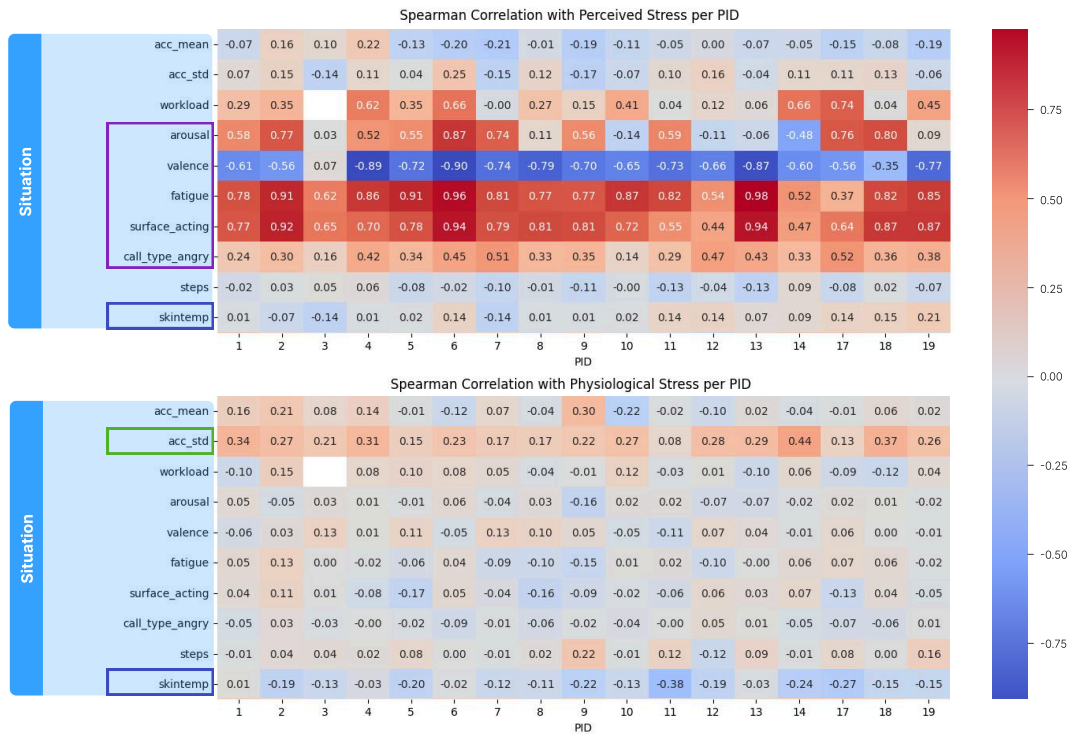 Spearman Correlation with Perceived Stress per PID
Situation
acc_mean -0.07 0.16 0.10 0.22 -0.13 -0.20 -0.21 -0.01 -0.19 -0.11 -0.05 0.00 -0.07 -0.05 -0.15 -0.08 -0.19
acc_std 0.07 0.15 -0.14 0.11 0.04 0.25 -0.15 0.12 -0.17 -0.07 0.10 0.16 -0.04 0.11 0.11 0.13 -0.06
workload 0.29 0.35 0.62 0.35 0.66 -0.00 0.27 0.15 0.41 0.04 0.12 0.06 0.66 0.74 0.04 0.45
arousal 0.58 0.77 0.03 0.52 0.55 0.87 0.74 0.11 0.56 -0.14 0.59 -0.11 -0.06 -0.48 0.76 0.80 0.09
valence -0.61 -0.56 0.07 -0.89 -0.72 -0.90 -0.74 -0.79 -0.70 -0.65 -0.73 -0.66 -0.87 -0.60 -0.56 -0.35 -0.77
fatigue 0.78 0.91 0.62 0.86 0.91 0.96 0.81 0.77 0.77 0.87 0.82 0.54 0.98 0.52 0.37 0.82 0.85
surface_acting 0.77 0.92 0.65 0.70 0.78 0.94 0.79 0.81 0.81 0.72 0.55 0.44 0.94 0.47 0.64 0.87 0.87
call_type_angry 0.24 0.30 0.16 0.42 0.34 0.45 0.51 0.33 0.35 0.14 0.29 0.47 0.43 0.33 0.52 0.36 0.38
steps -0.02 0.03 0.05 0.06 -0.08 -0.02 -0.10 -0.01 -0.11 -0.00 -0.13 -0.04 -0.13 0.09 -0.08 0.02 -0.07
skintemp 0.01 -0.07 -0.14 0.01 0.02 0.14 -0.14 0.01 0.01 0.02 0.14 0.14 0.07 0.09 0.14 0.15 0.21
1 2 3 4 5 6 7 8 9 10 11 12 13 14 17 18 19
PID
Spearman Correlation with Physiological Stress per PID
Situation
acc_mean 0.16 0.21 0.08 0.14 -0.01 -0.12 0.07 -0.04 0.30 -0.22 -0.02 -0.10 0.02 -0.04 -0.01 0.06 0.02
acc_std 0.34 0.27 0.21 0.31 0.15 0.23 0.17 0.17 0.22 0.27 0.08 0.28 0.29 0.44 0.13 0.37 0.26
workload -0.10 0.15 0.08 0.10 0.08 0.05 -0.04 -0.01 0.12 -0.03 0.01 -0.10 0.06 -0.09 -0.12 0.04
arousal 0.05 -0.05 0.03 0.01 -0.01 0.06 -0.04 0.03 -0.16 0.02 0.02 -0.07 -0.07 -0.02 0.02 0.01 -0.02
valence -0.06 0.03 0.13 0.01 0.11 -0.05 0.13 0.10 0.05 -0.05 -0.11 0.07 0.04 -0.01 0.06 0.00 -0.01
fatigue 0.05 0.13 0.00 -0.02 -0.06 0.04 -0.09 -0.10 -0.15 0.01 0.02 -0.10 -0.00 0.06 0.07 0.06 -0.02
surface_acting 0.04 0.11 0.01 -0.08 -0.17 0.05 -0.04 -0.16 -0.09 -0.02 -0.06 0.06 0.03 0.07 -0.13 0.04 -0.05
call_type_angry -0.05 0.03 -0.03 -0.00 -0.02 -0.09 -0.01 -0.06 -0.02 -0.04 -0.00 0.05 0.01 -0.05 -0.07 -0.06 0.01
steps -0.01 0.04 0.04 0.02 0.08 0.00 -0.01 0.02 0.22 -0.01 0.12 -0.12 0.09 -0.01 0.08 0.00 0.16
skintemp 0.01 -0.19 -0.13 -0.03 -0.20 -0.02 -0.12 -0.11 -0.22 -0.13 -0.38 -0.19 -0.03 -0.24 -0.27 -0.15 -0.15
1 2 3 4 5 6 7 8 9 10 11 12 13 14 17 18 19
PID
0.75
0.50
0.25
0.00
-0.25
-0.50
-0.75